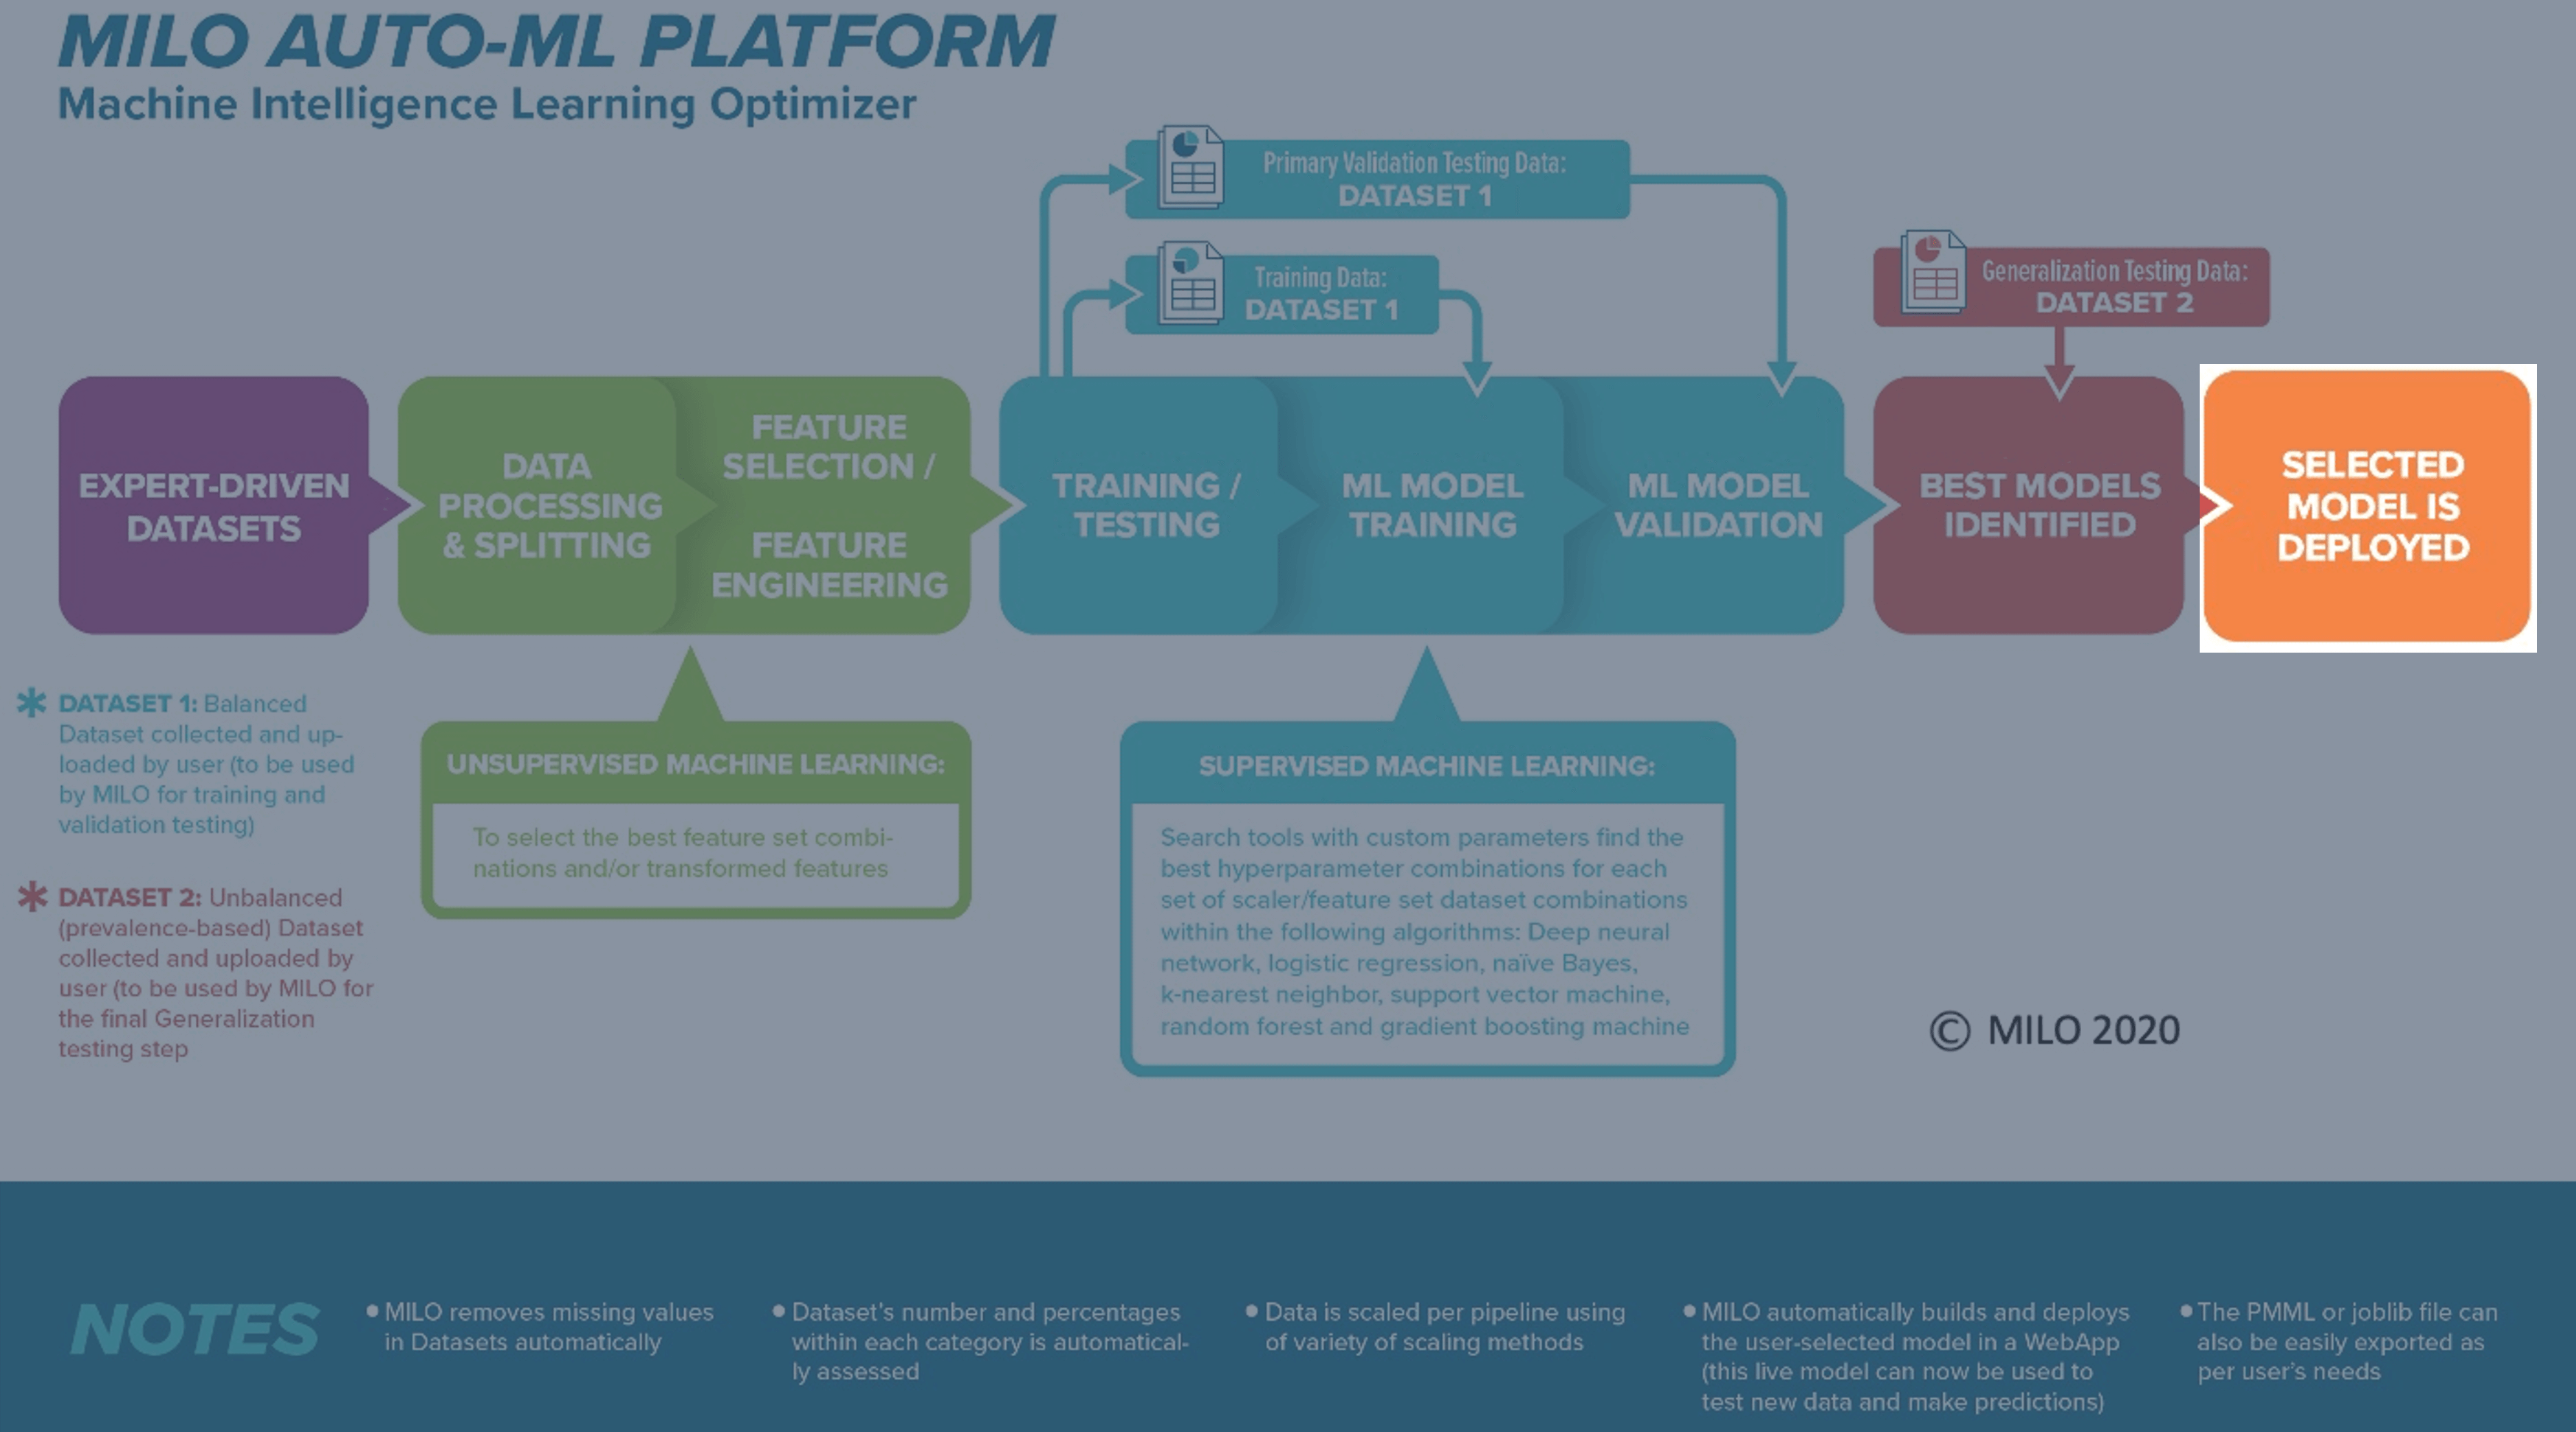 MILO AUTO-ML PLATFORM
Machine Intelligence Learning Optimizer
Primary Validation Testing Data:
DATASET 1
Training Data:
DATASET 1
Generalization Testing Data:
DATASET 2
EXPERT-DRIVEN
DATASETS
DATA
PROCESSING
& SPLITTING
FEATURE
SELECTION /
FEATURE
ENGINEERING
TRAINING /
TESTING
ML MODEL
TRAINING
ML MODEL
VALIDATION
BEST MODELS
IDENTIFIED
SELECTED
MODEL IS
DEPLOYED
* DATASET 1: Balanced
Dataset collected and up-
loaded by user (to be used
by MILO for training and
validation testing)
* DATASET 2: Unbalanced
(prevalence-based) Dataset
collected and uploaded by
user (to be used by MILO for
the final Generalization
testing step
UNSUPERVISED MACHINE LEARNING:
To select the best feature set combi-
nations and/or transformed features
SUPERVISED MACHINE LEARNING:
Search tools with custom parameters find the
best hyperparameter combinations for each
set of scaler/feature set dataset combinations
within the following algorithms: Deep neural
network, logistic regression, naïve Bayes,
k-nearest neighbor, support vector machine,
random forest and gradient boosting machine
© MILO 2020
NOTES
• MILO removes missing values
in Datasets automatically
• Dataset's number and percentages
within each category is automatical-
ly assessed
• Data is scaled per pipeline using
of variety of scaling methods
• MILO automatically builds and deploys
the user-selected model in a WebApp
(this live model can now be used to
test new data and make predictions)
• The PMML or joblib file can
also be easily exported as
per user's needs